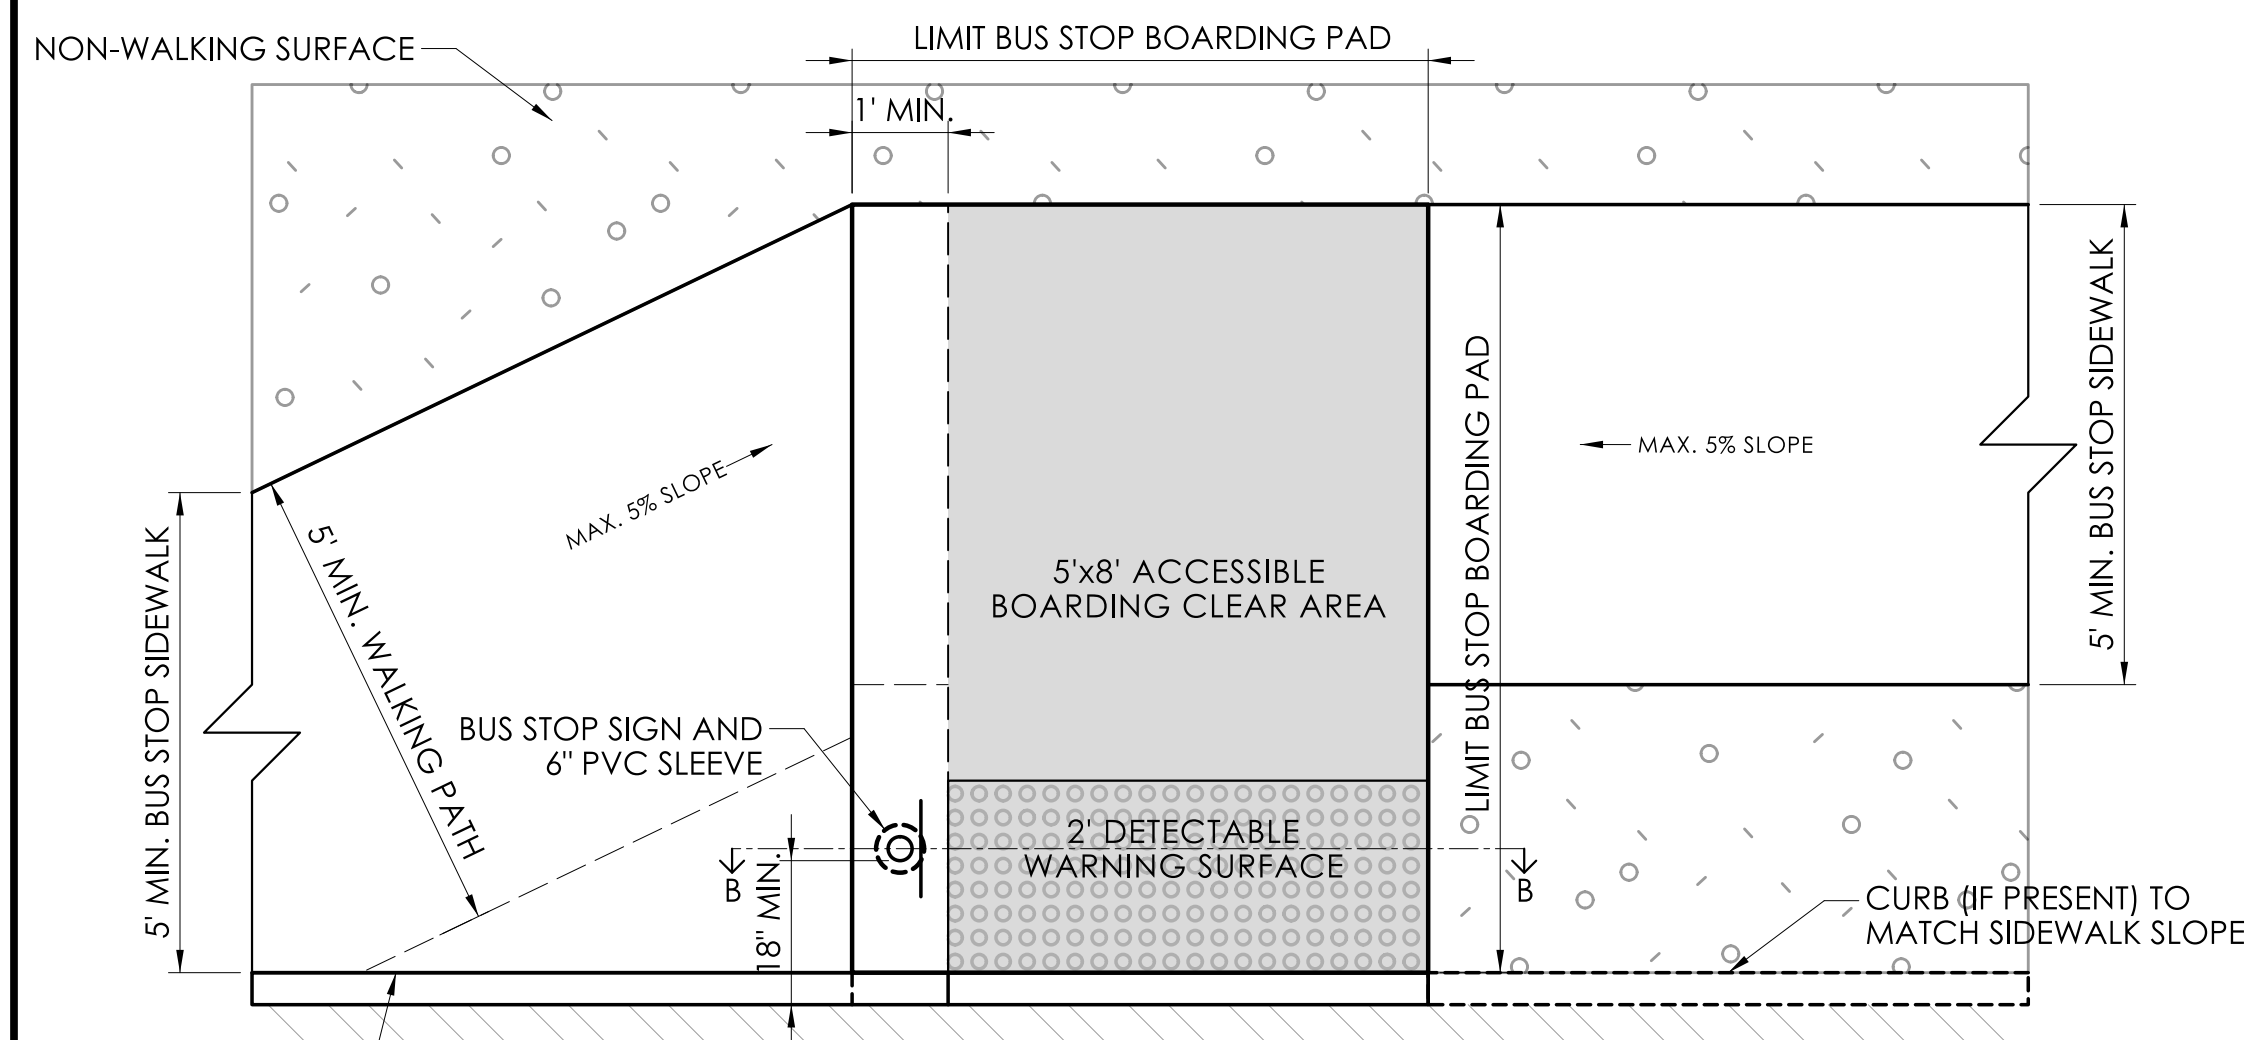 NON-WALKING SURFACE
LIMIT BUS STOP BOARDING PAD
1' MIN.
5' MIN. BUS STOP SIDEWALK
5' MIN. WALKING PATH
MAX. 5% SLOPE
5'x8' ACCESSIBLE
BOARDING CLEAR AREA
LIMIT BUS STOP BOARDING PAD
MAX. 5% SLOPE
5' MIN. BUS STOP SIDEWALK
BUS STOP SIGN AND
6" PVC SLEEVE
2' DETECTABLE
WARNING SURFACE
B
B
18" MIN.
CURB (IF PRESENT) TO
MATCH SIDEWALK SLOPE